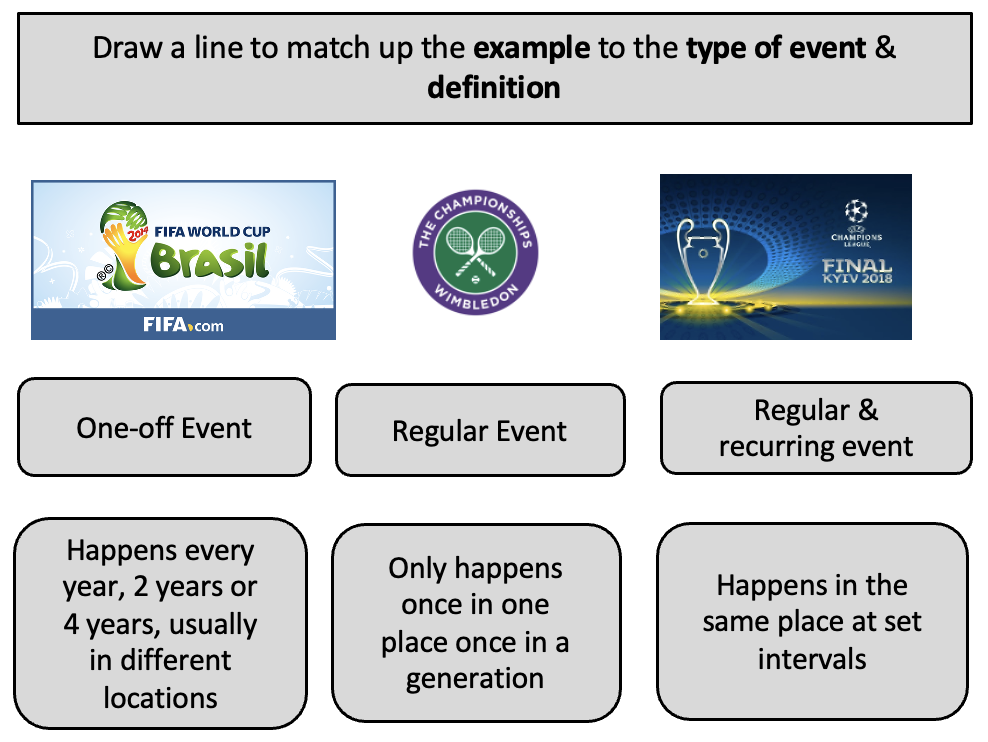 Draw a line to match up the example to the type of event &
definition
2014
FIFA WORLD CUP
Brasil
®©
FIFA.com
THE CHAMPIONSHIPS
WIMBLEDON
CHAMPIONS
LEAGUE
FINAL
KYIV 2018
One-off Event
Regular Event
Regular &
recurring event
Happens every
year, 2 years or
4 years, usually
in different
locations
Only happens
once in one
place once in a
generation
Happens in the
same place at set
intervals